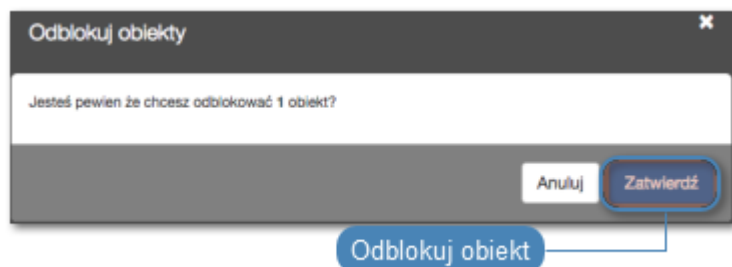 Odblokuj obiekty
Jesteś pewien że chcesz odblokować 1 obiekt?
Anuluj
Zatwierdź
Odblokuj obiekt